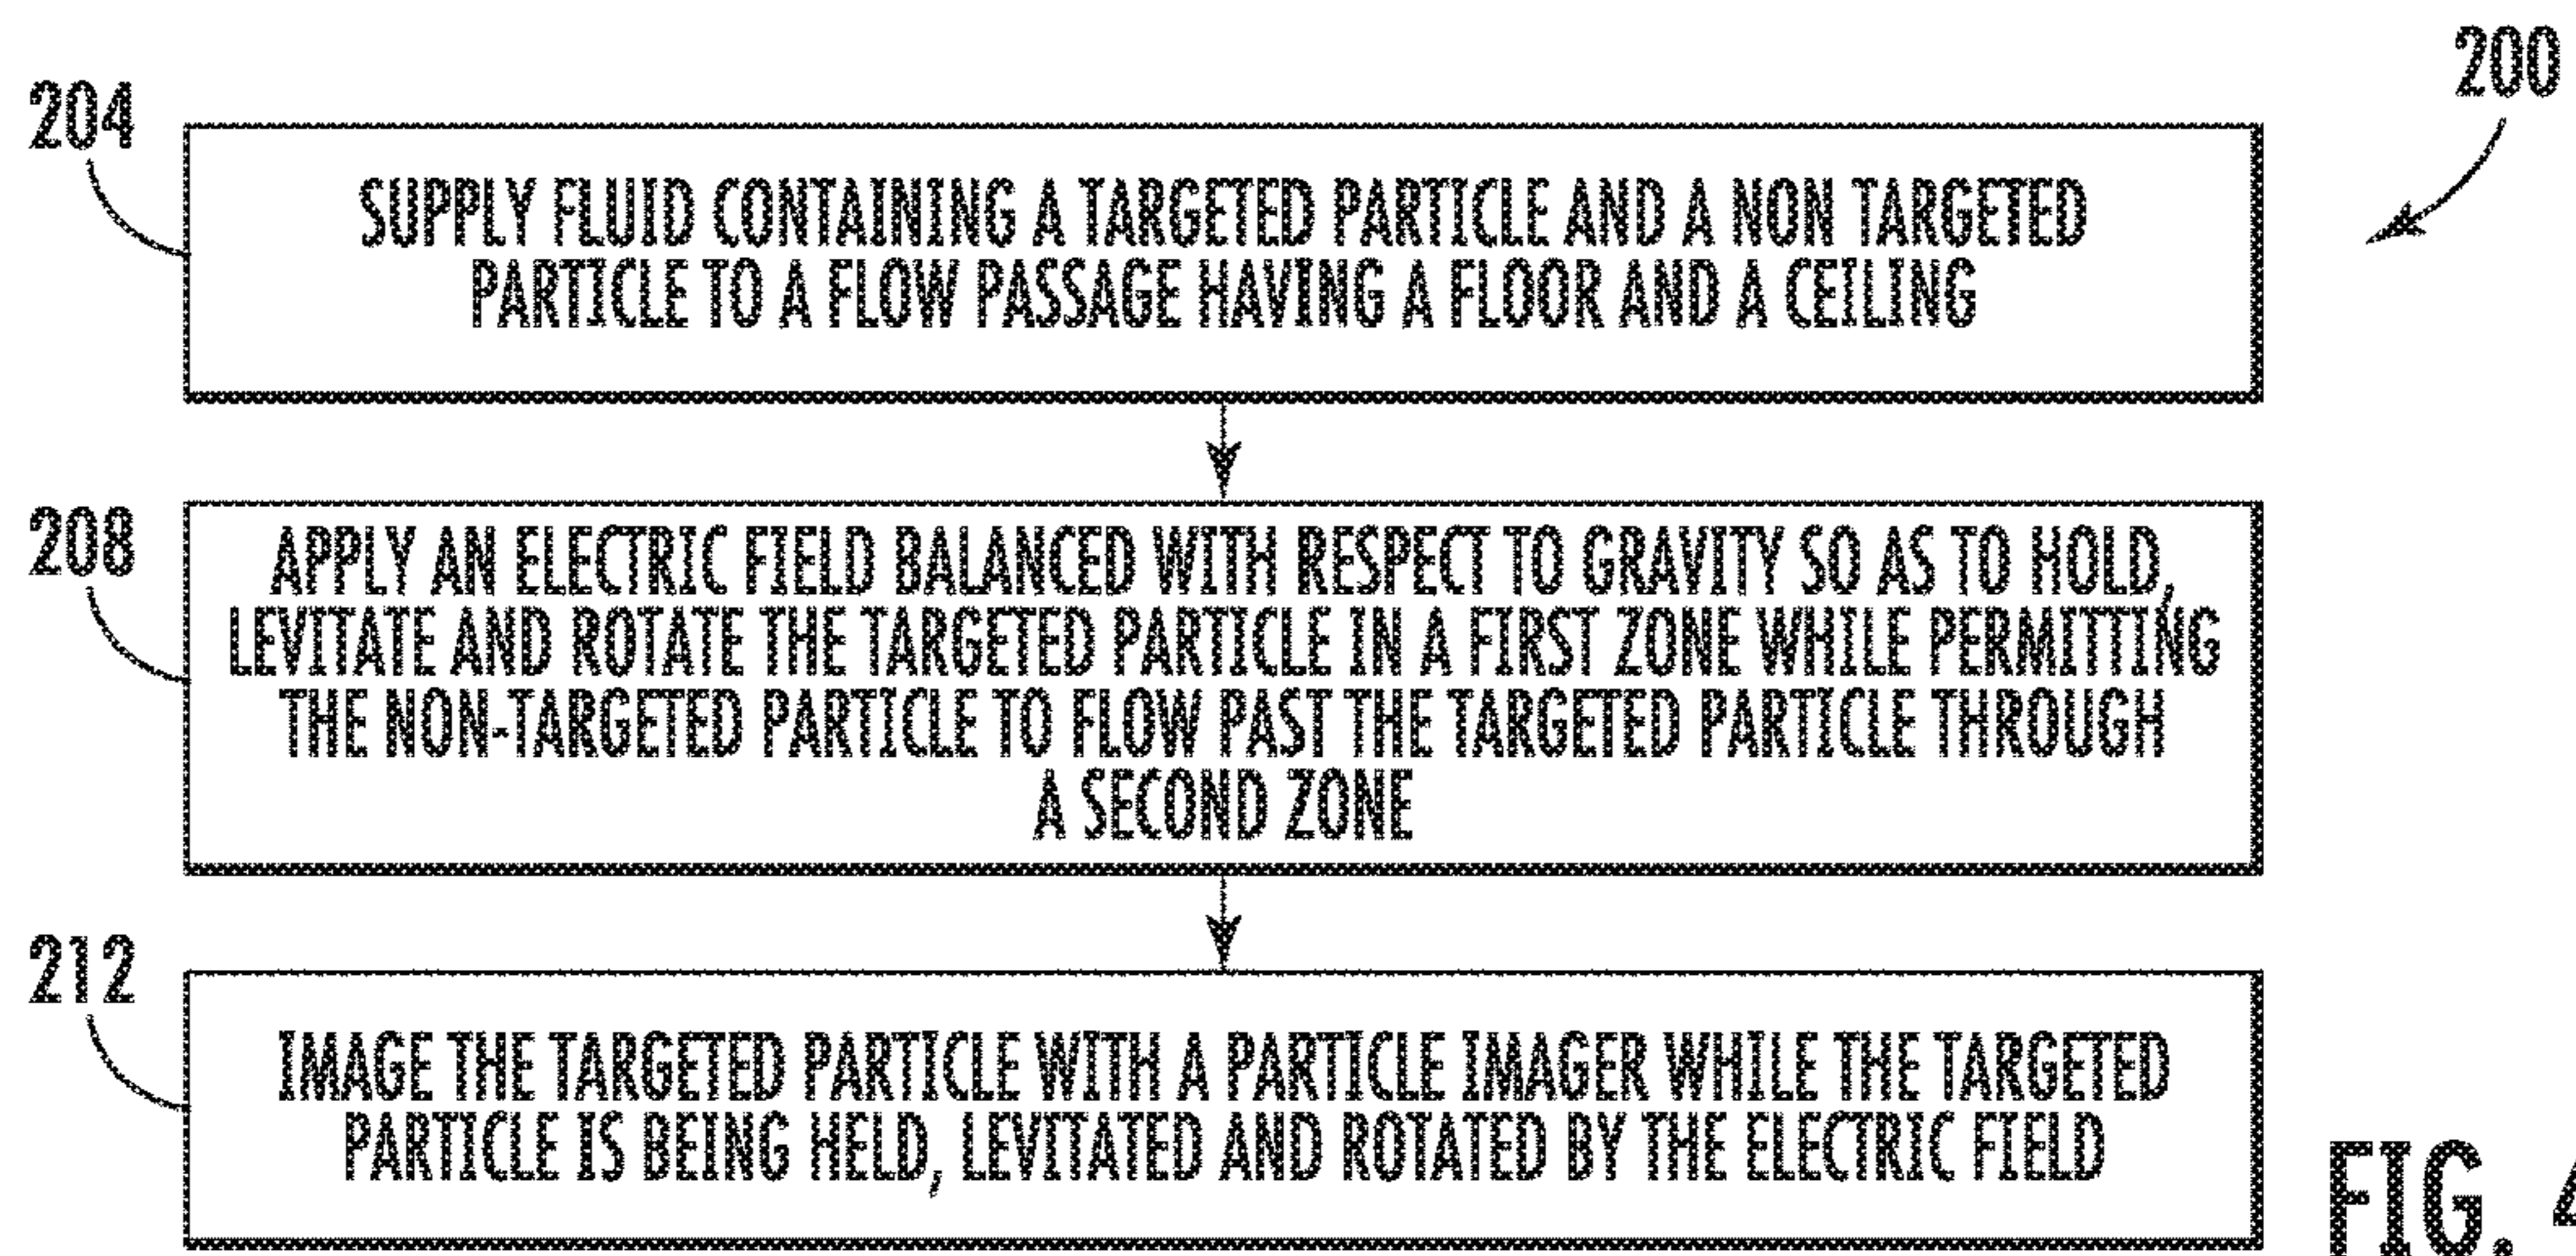 200
204
SUPPLY FLUID CONTAINING A TARGETED PARTICLE AND A NON TARGETED
PARTICLE TO A FLOW PASSAGE HAVING A FLOOR AND A CEILING
208
APPLY AN ELECTRIC FIELD BALANCED WITH RESPECT TO GRAVITY SO AS TO HOLD,
LEVITATE AND ROTATE THE TARGETED PARTICLE IN A FIRST ZONE WHILE PERMITTING
THE NON-TARGETED PARTICLE TO FLOW PAST THE TARGETED PARTICLE THROUGH
A SECOND ZONE
212
IMAGE THE TARGETED PARTICLE WITH A PARTICLE IMAGER WHILE THE TARGETED
PARTICLE IS BEING HELD, LEVITATED AND ROTATED BY THE ELECTRIC FIELD
FIG. 4